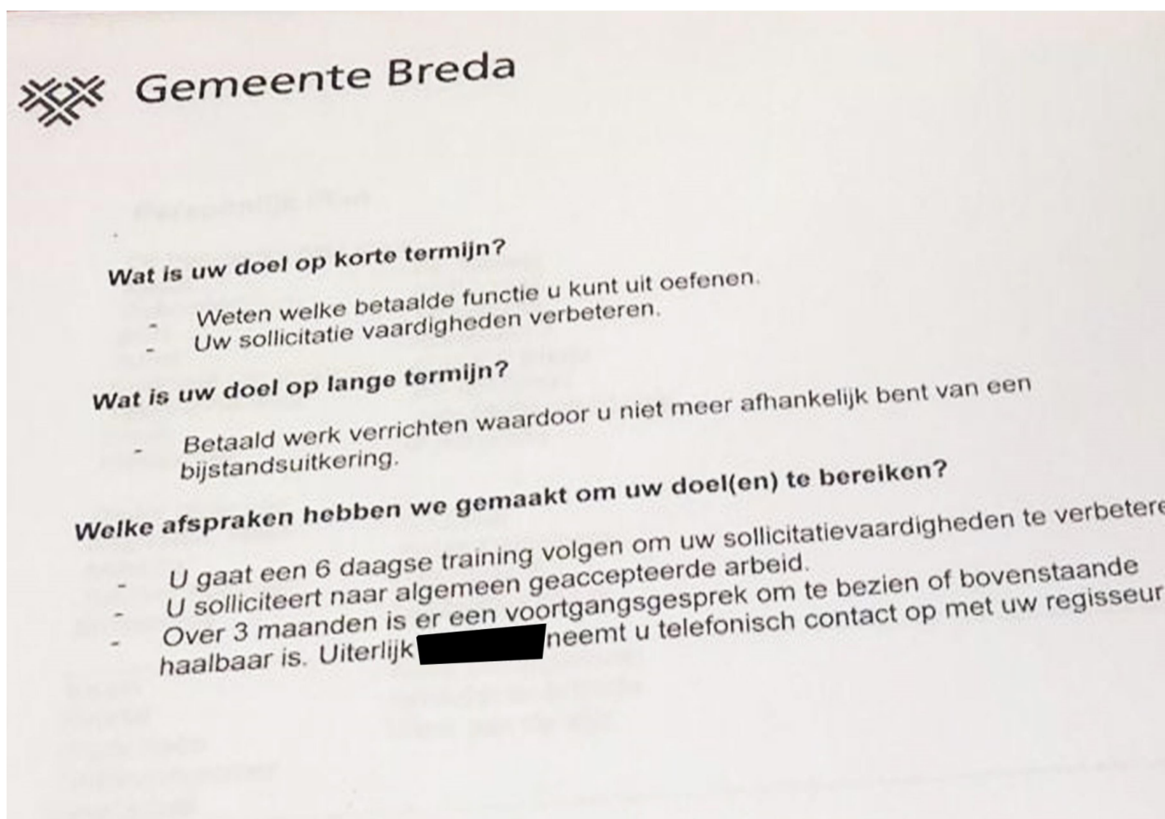 Gemeente Breda
Wat is uw doel op korte termijn?
- Weten welke betaalde functie u kunt uit oefenen.
- Uw sollicitatie vaardigheden verbeteren.
Wat is uw doel op lange termijn?
- Betaald werk verrichten waardoor u niet meer afhankelijk bent van een
bijstandsuitkering.
Welke afspraken hebben we gemaakt om uw doel(en) te bereiken?
- U gaat een 6 daagse training volgen om uw sollicitatievaardigheden te verbetere
- U solliciteert naar algemeen geaccepteerde arbeid.
- Over 3 maanden is er een voortgangsgesprek om te bezien of bovenstaande
haalbaar is. Uiterlijk neemt u telefonisch contact op met uw regisseur